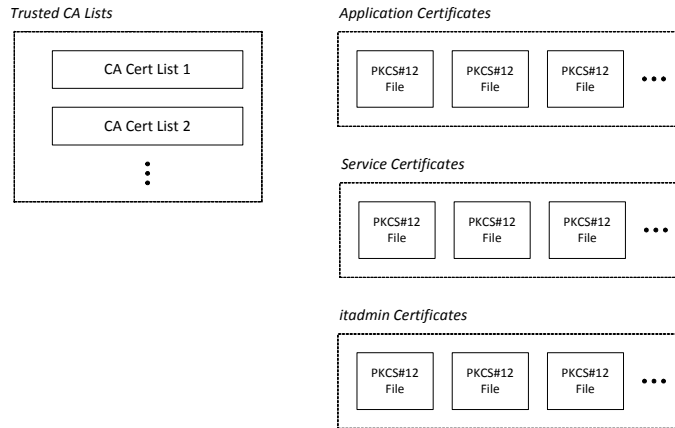 Trusted CA Lists
CA Cert List 1
CA Cert List 2
Application Certificates
PKCS#12
File
PKCS#12
File
PKCS#12
File
Service Certificates
PKCS#12
File
PKCS#12
File
PKCS#12
File
itadmin Certificates
PKCS#12
File
PKCS#12
File
PKCS#12
File